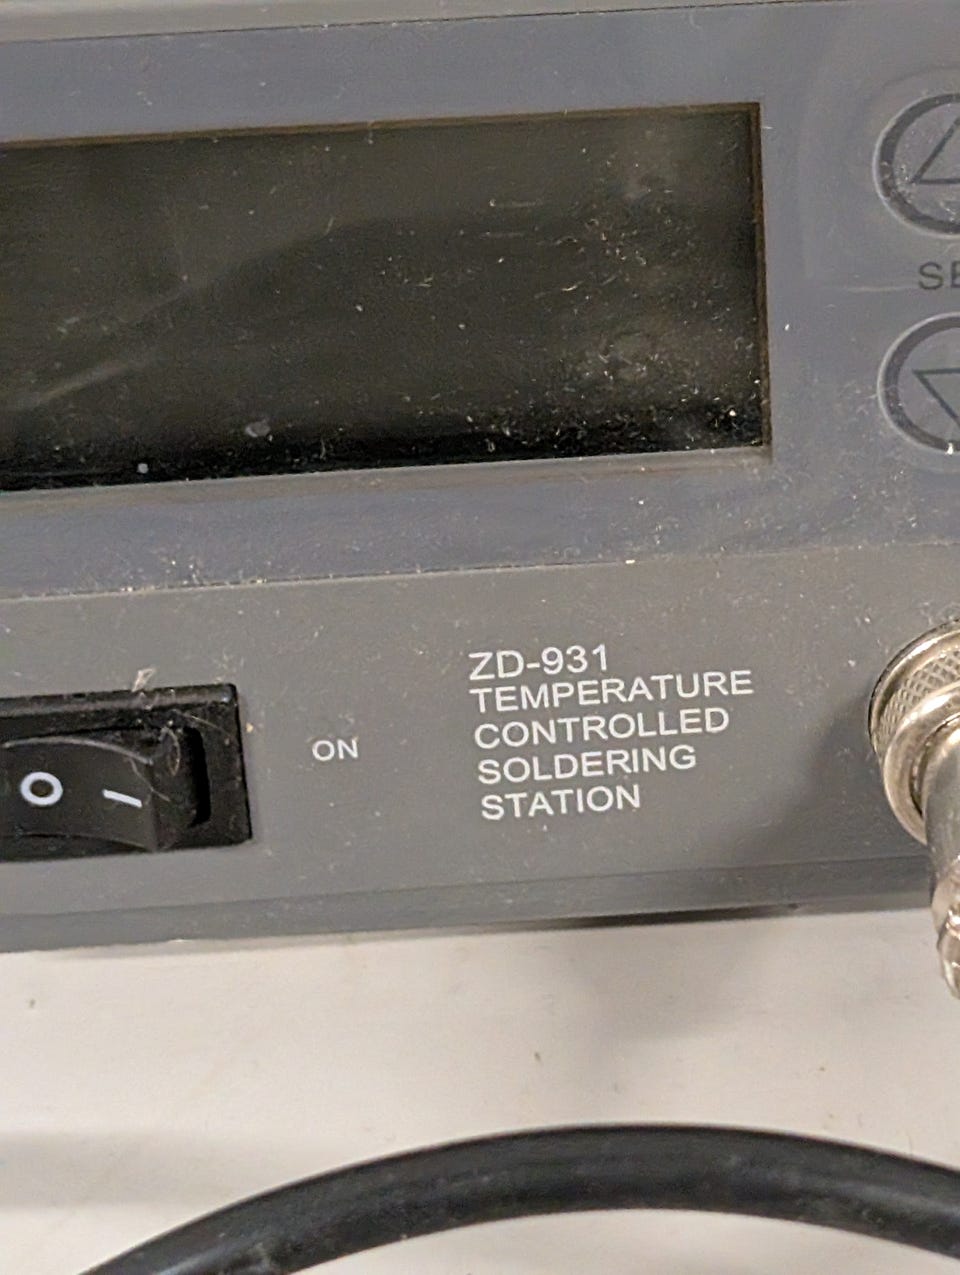 ON
ZD-931
TEMPERATURE
CONTROLLED
SOLDERING
STATION
O